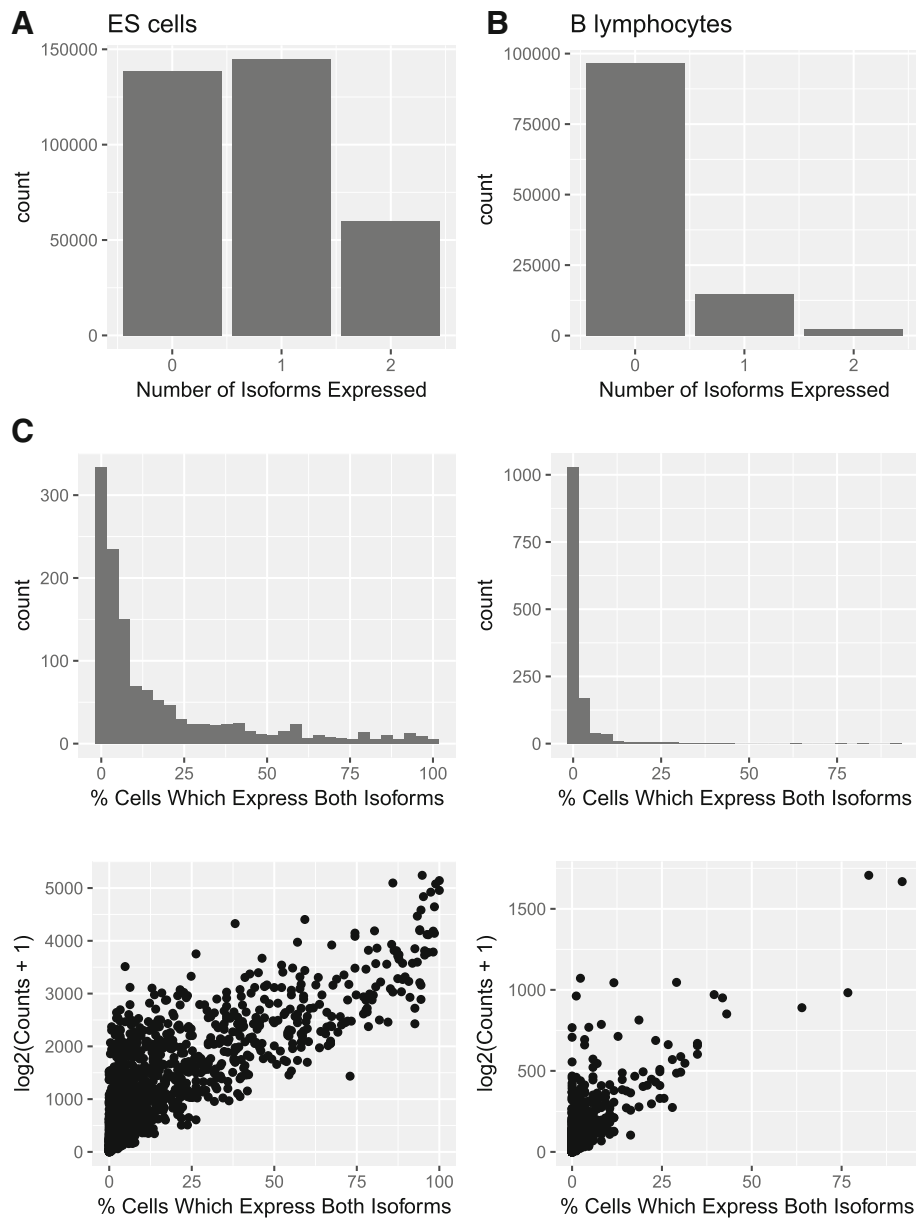 A
ES cells
150000
100000
50000
0
count
0 1 2
Number of Isoforms Expressed
B
B lymphocytes
100000
75000
50000
25000
0
count
0 1 2
Number of Isoforms Expressed
C
300
200
100
0
count
0 25 50 75 100
% Cells Which Express Both Isoforms
1000
750
500
250
0
count
0 25 50 75
% Cells Which Express Both Isoforms
5000
4000
3000
2000
1000
0
log2(Counts + 1)
0 25 50 75 100
% Cells Which Express Both Isoforms
1500
1000
500
0
log2(Counts + 1)
0 25 50 75
% Cells Which Express Both Isoforms